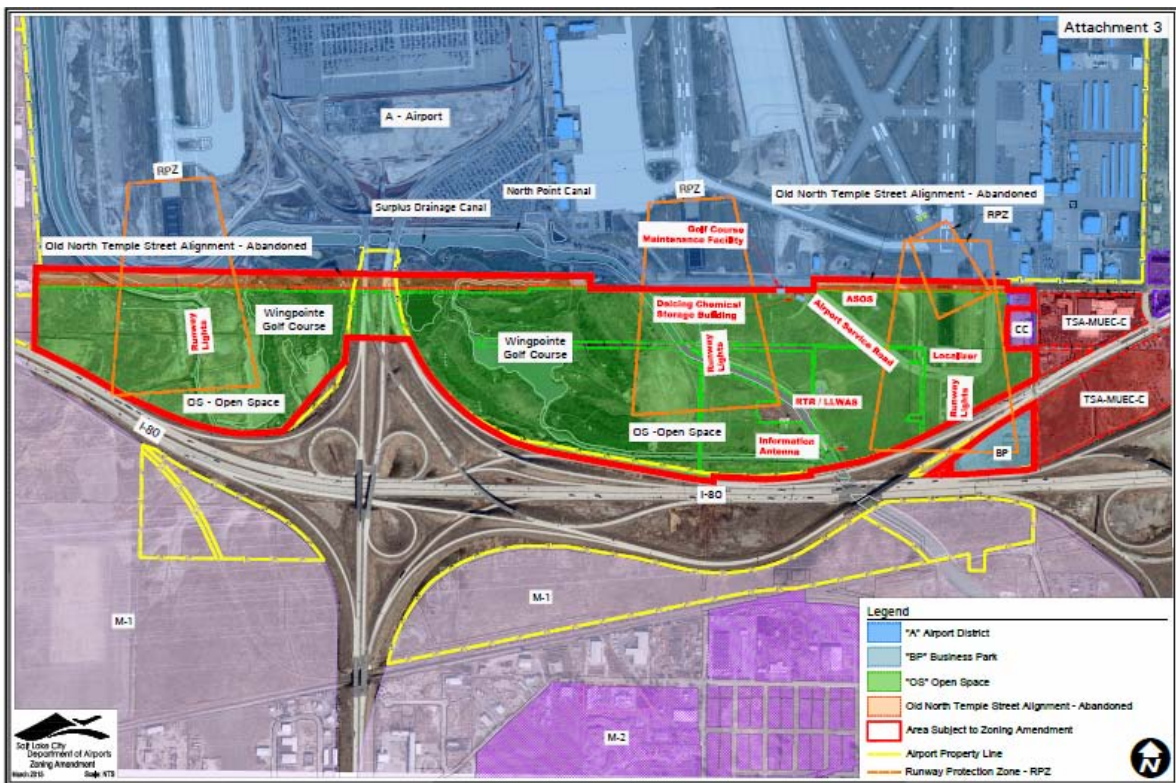 Attachment 3
A - Airport
RPZ
North Point Canal
Surplus Drainage Canal
Old North Temple Street Alignment - Abandoned
RPZ
Old North Temple Street Alignment - Abandoned
RPZ
Golf Course
Maintenance Facility
Wingpointe
Golf Course
Runway
Lights
OS - Open Space
Wingpointe
Golf Course
Deicing Chemical
Storage Building
Runway
Lights
ASOS
Airport Service Road
Localizer
Runway
Lights
RTR / LLWAS
OS -Open Space
Information
Antenna
CC
TSA-MUEC-C
TSA-MUEC-C
BP
I-80
I-80
M-1
M-1
M-2
Legend
"A" Airport District
"BP" Business Park
"OS" Open Space
Old North Temple Street Alignment - Abandoned
Area Subject to Zoning Amendment
Airport Property Line
Runway Protection Zone - RPZ
Salt Lake City
Department of Airports
Zoning Amendment
March 2015 Scale: NTS
N